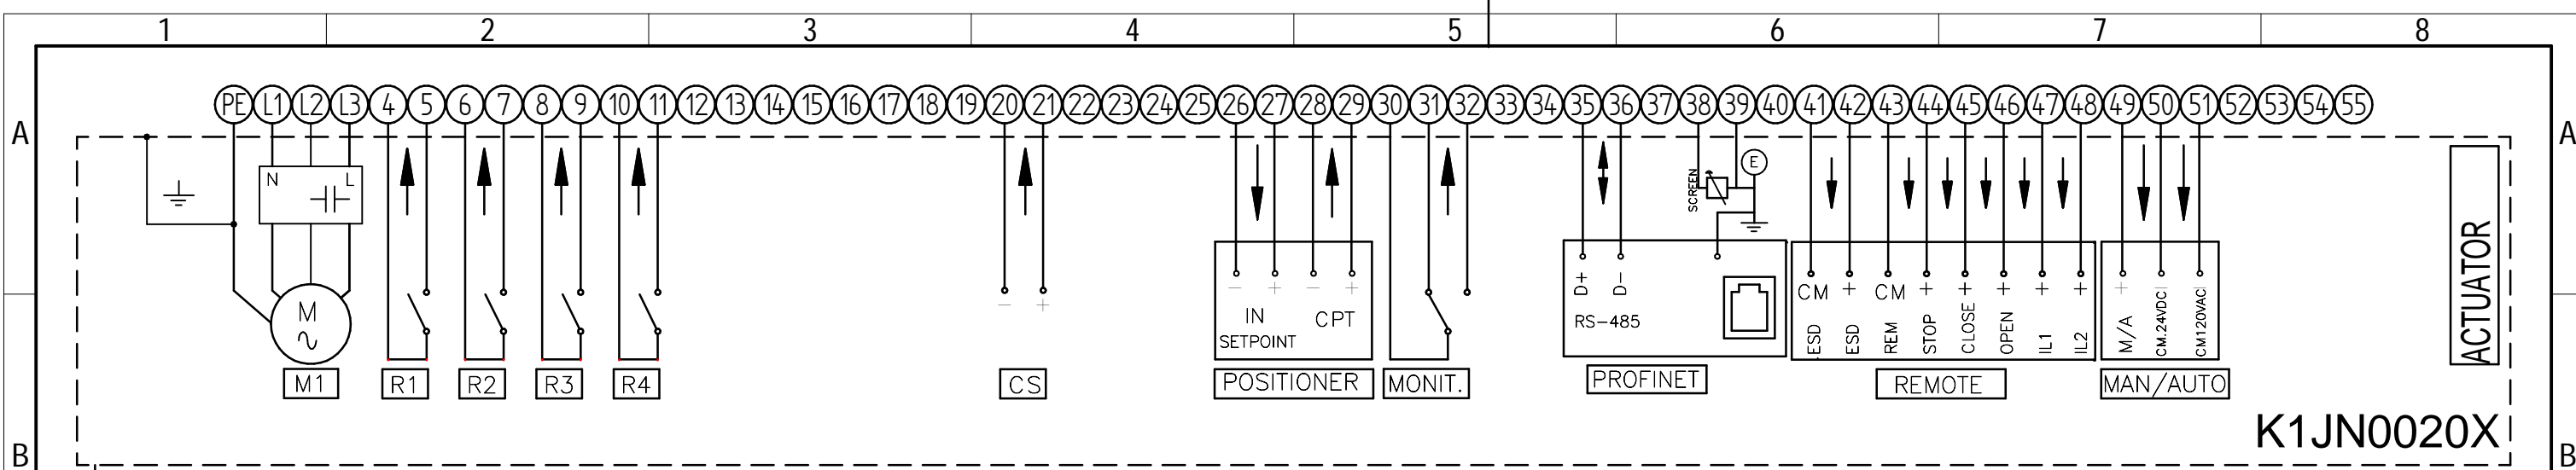 1 2 3 4 5 6 7 8
PE L1 L2 L3 4 5 6 7 8 9 10 11 12 13 14 15 16 17 18 19 20 21 22 23 24 25 26 27 28 29 30 31 32 33 34 35 36 37 38 39 40 41 42 43 44 45 46 47 48 49 50 51 52 53 54 55
A A
N L
M
M1
R1
R2
R3
R4
- +
CS
- + - +
IN CPT
SETPOINT
POSITIONER
MONIT.
SCREEN
E
D+ D-
RS-485
PROFINET
CM + CM + + + + +
ESD ESD REM STOP CLOSE OPEN IL1 IL2
REMOTE
+
M/A CM.24VDC CM120VAC
MAN/AUTO
ACTUATOR
K1JN0020X
B B